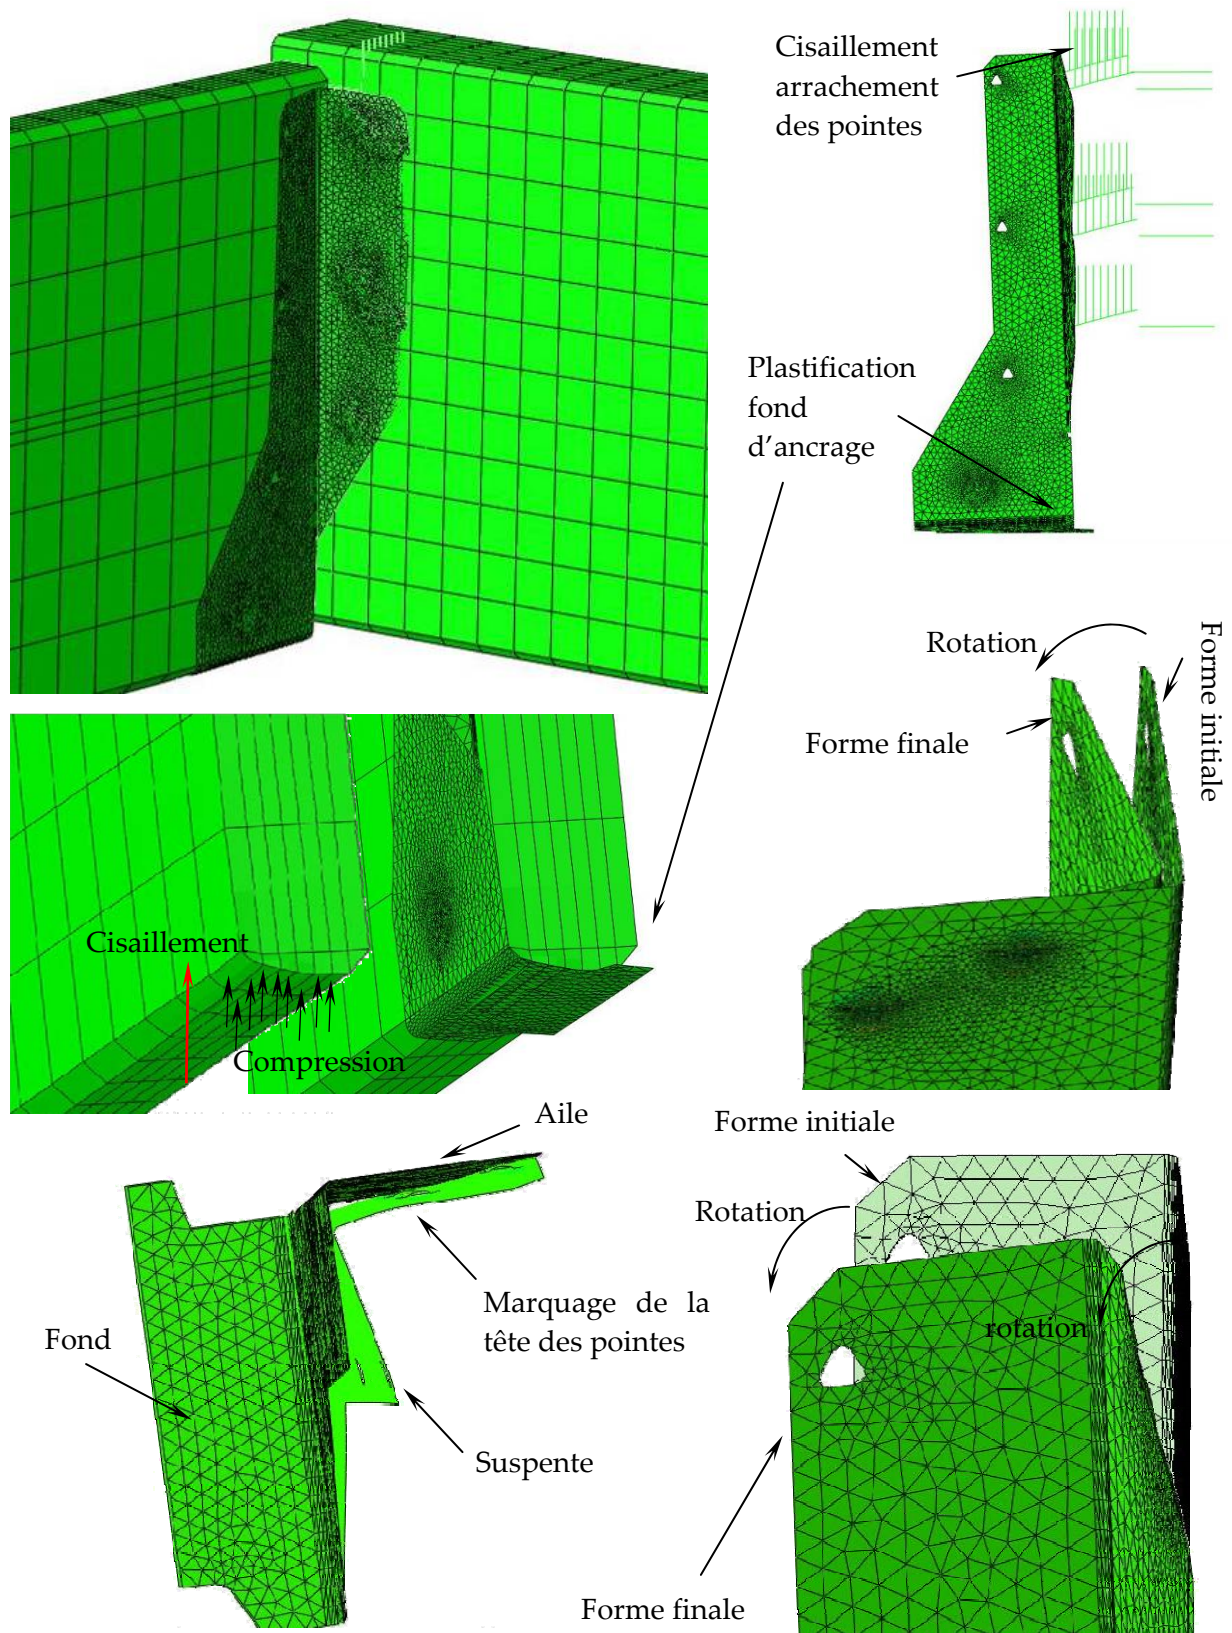 Cisaillement
arrachement
des pointes
Plastification
fond
d’ancrage
Rotation
Forme initiale
Forme finale
Cisaillement
Compression
Aile
Forme initiale
Rotation
Marquage de la
tête des pointes
rotation
Fond
Suspente
Forme finale